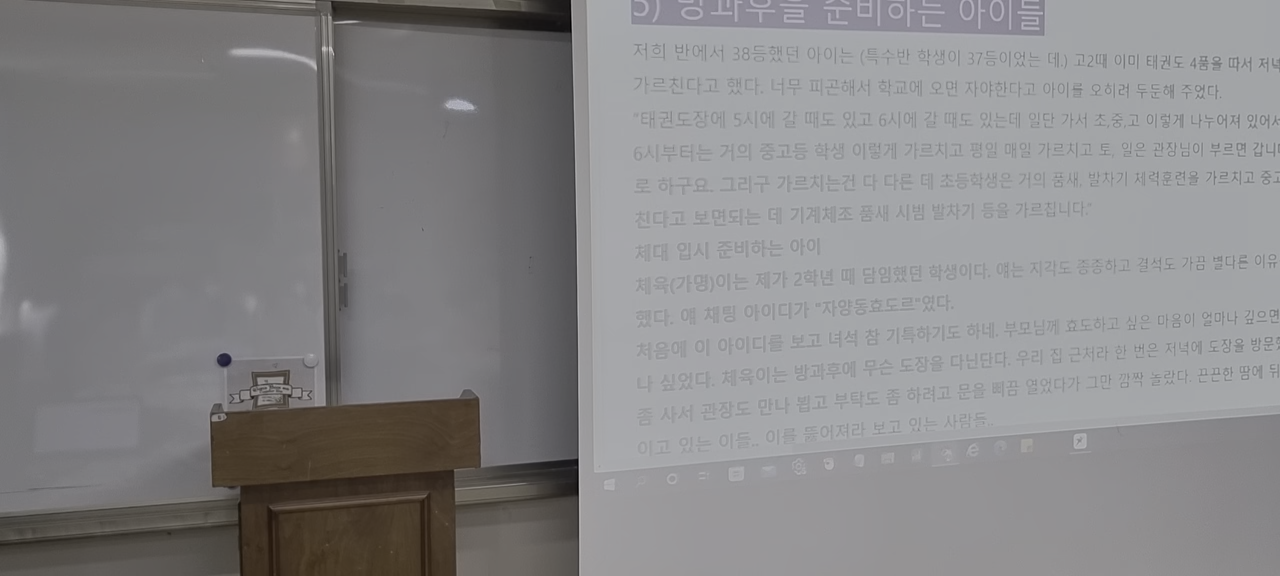 5) 방과후을 준비하는 아이들
저희 반에서 38등했던 아이는 (특수반 학생이 37등이었는 데.) 고2때 이미 태권도 4품을 따서 저녁
가르친다고 했다. 너무 피곤해서 학교에 오면 자야한다고 아이를 오히려 두둔해 주었다.
"태권도장에 5시에 갈 때도 있고 6시에 갈 때도 있는데 일단 가서 초,중,고 이렇게 나누어져 있어서
6시부터는 거의 중고등 학생 이렇게 가르치고 평일 매일 가르치고 토, 일은 관장님이 부르면 갑니다
로 하구요. 그리구 가르치는건 다 다른 데 초등학생은 거의 품새, 발차기 체력훈련을 가르치고 중고
친다고 보면되는 데 기계체조 품새 시범 발차기 등을 가르칩니다."
체대 입시 준비하는 아이
체육(가명)이는 제가 2학년 때 담임했던 학생이다. 얘는 지각도 종종하고 결석도 가끔 별다른 이유
했다. 얘 채팅 아이디가 "자양동효도르"였다.
처음에 이 아이디를 보고 녀석 참 기특하기도 하네. 부모님께 효도하고 싶은 마음이 얼마나 깊으면
나 싶었다. 체육이는 방과후에 무슨 도장을 다닌단다. 우리 집 근처라 한 번은 저녁에 도장을 방문
좀 사서 관장도 만나 뵙고 부탁도 좀 하려고 문을 삐끔 열었다가 그만 깜짝 놀랐다. 끈끈한 땀에 뒤
이고 있는 이들.. 이를 뚫어져라 보고 있는 사람들..